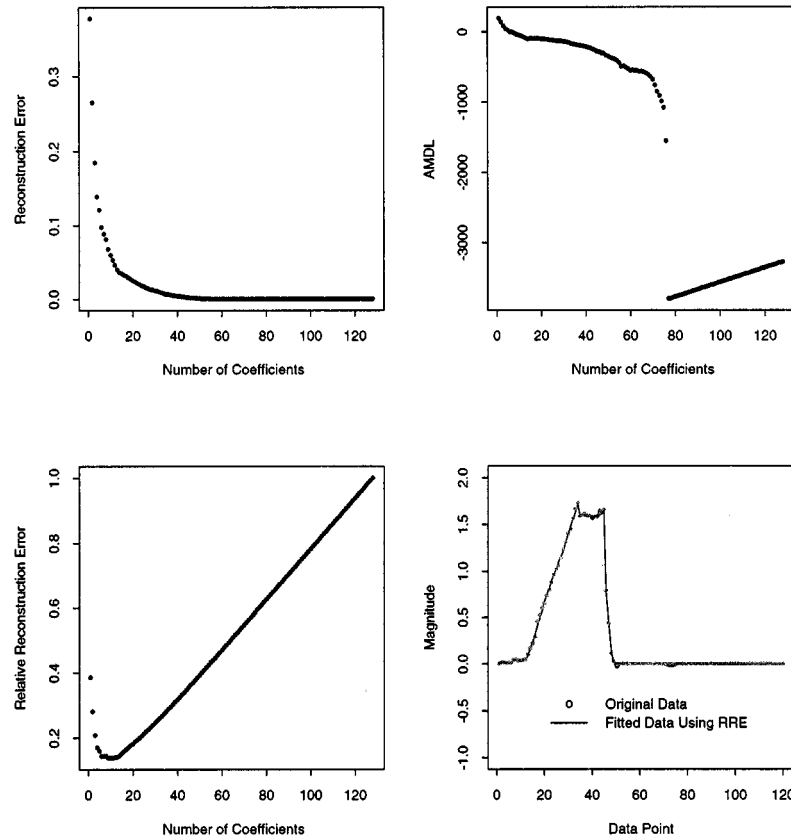 Reconstruction Error
0.3
0.2
0.1
0.0
0 20 40 60 80 100 120
Number of Coefficients
AMDL
0
-1000
-2000
-3000
0 20 40 60 80 100 120
Number of Coefficients
Relative Reconstruction Error
1.0
0.8
0.6
0.4
0.2
0 20 40 60 80 100 120
Number of Coefficients
Magnitude
2.0
1.5
1.0
0.5
0.0
-0.5
-1.0
Original Data
Fitted Data Using RRE
0 20 40 60 80 100 120
Data Point